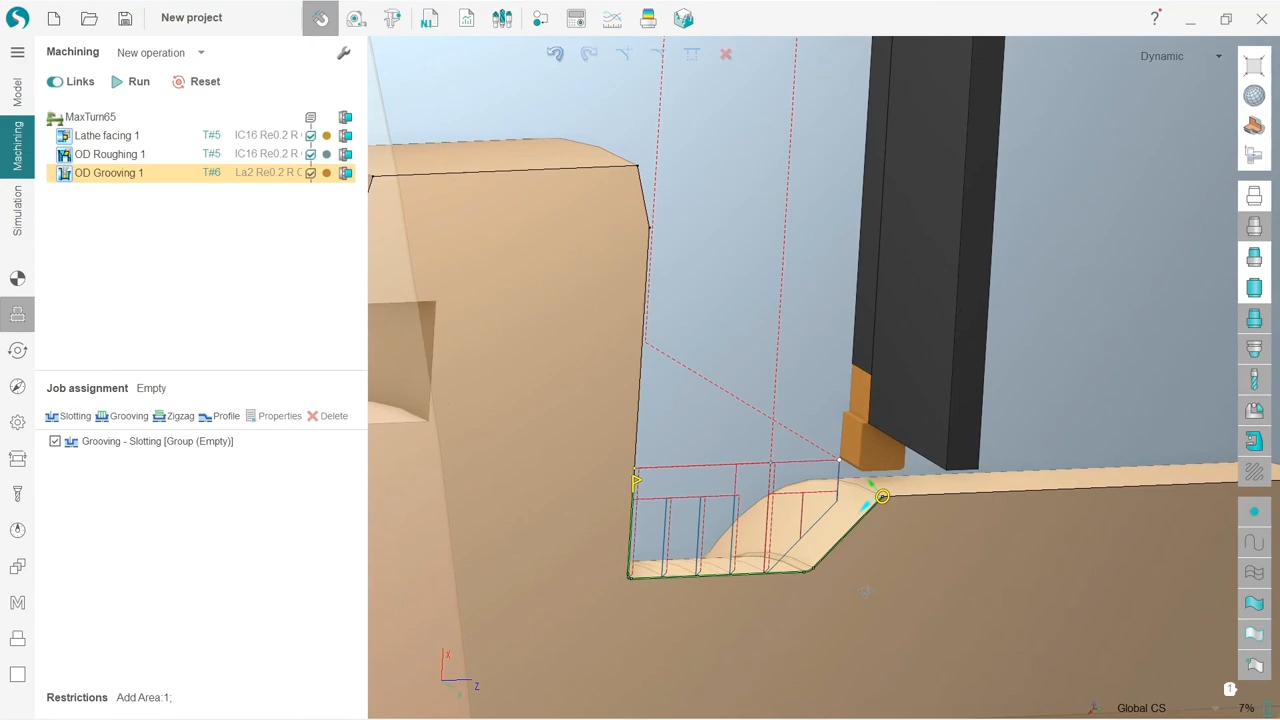 New project
N.I
?
Machining
New operation
Dynamic
Links
Run
Reset
MaxTurn65
Lathe facing 1
T#5
IC16 Re0.2 R
OD Roughing 1
T#5
IC16 Re0.2 R
OD Grooving 1
T#6
La2 Re0.2 R
Model
Machining
Simulation
Job assignment
Empty
Slotting
Grooving
Zigzag
Profile
Properties
Delete
Grooving - Slotting [Group (Empty)]
Restrictions
Add Area:1;
X
Z
1
Global CS
7%